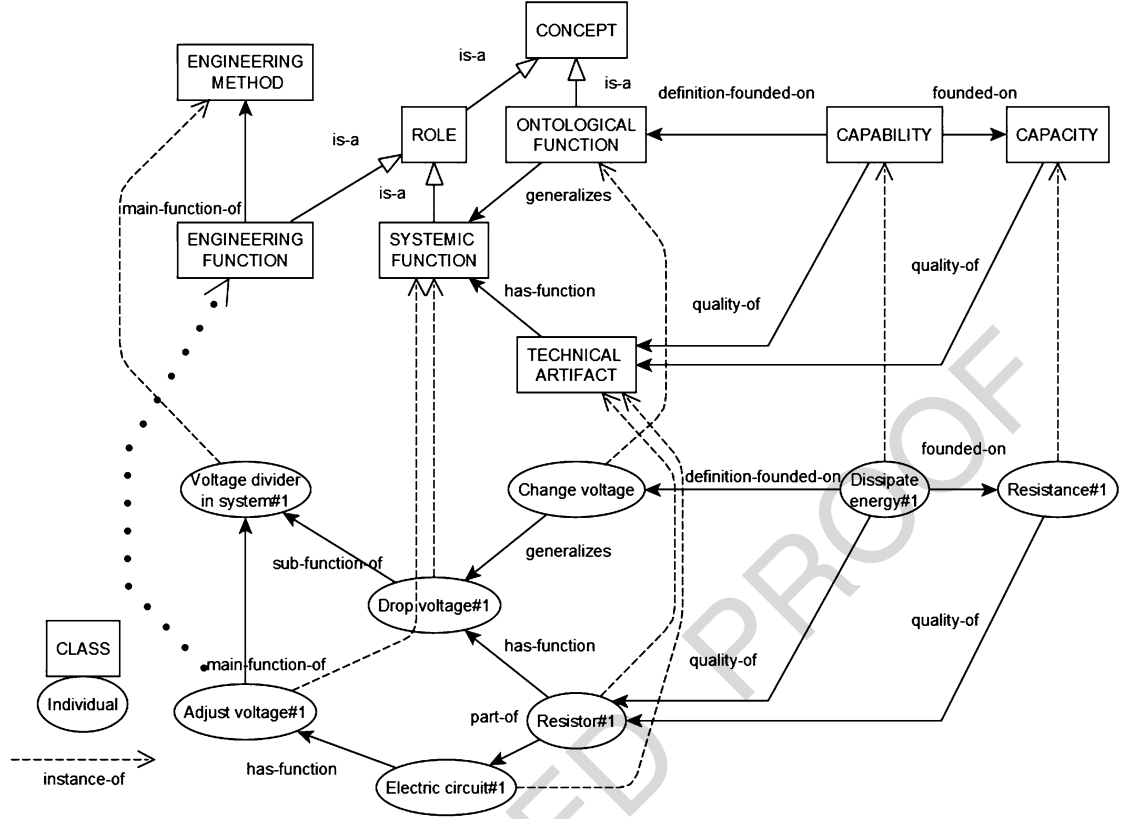 CONCEPT
is-a
ENGINEERING
METHOD
is-a
definition-founded-on
founded-on
ROLE
ONTOLOGICAL
FUNCTION
CAPABILITY
CAPACITY
is-a
is-a
generalizes
main-function-of
ENGINEERING
FUNCTION
SYSTEMIC
FUNCTION
quality-of
has-function
quality-of
TECHNICAL
ARTIFACT
founded-on
Voltage divider
in system#1
Change voltage
definition-founded-on
Dissipate
energy#1
Resistance#1
generalizes
sub-function-of
Drop voltage#1
has-function
quality-of
CLASS
main-function-of
quality-of
Individual
Adjust voltage#1
part-of
Resistor#1
has-function
Electric circuit#1
instance-of
ED PROOF